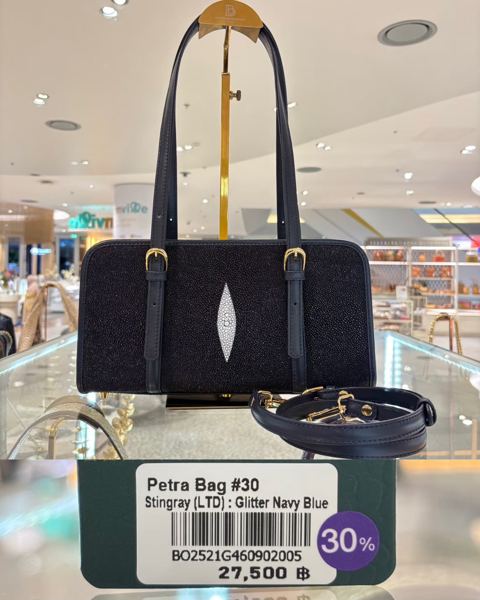 B
Petra Bag #30
Stingray (LTD) : Glitter Navy Blue
BO2521G460902005
30%
27,500 ฿